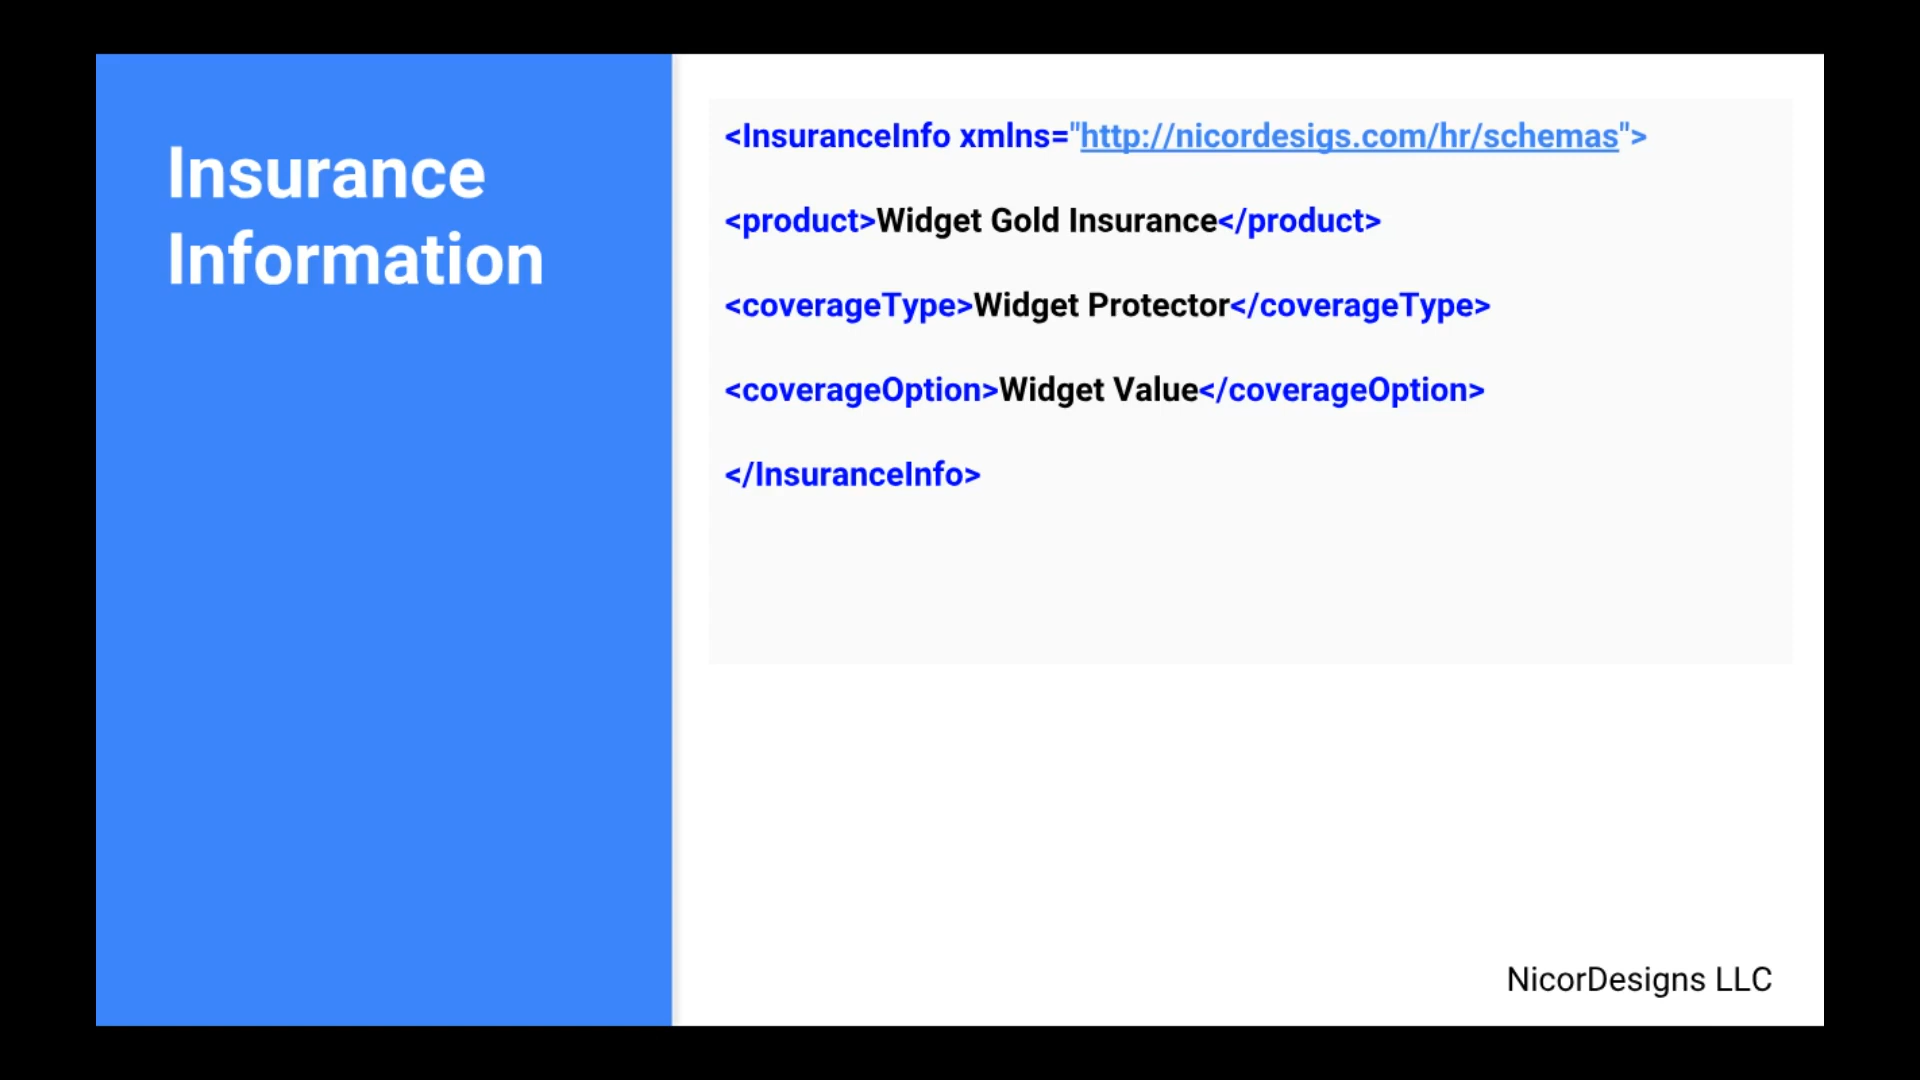 Insurance
Information
<InsuranceInfo xmlns="http://nicordesigs.com/hr/schemas">
<product>Widget Gold Insurance</product>
<coverageType>Widget Protector</coverageType>
<coverageOption>Widget Value</coverageOption>
</InsuranceInfo>
NicorDesigns LLC